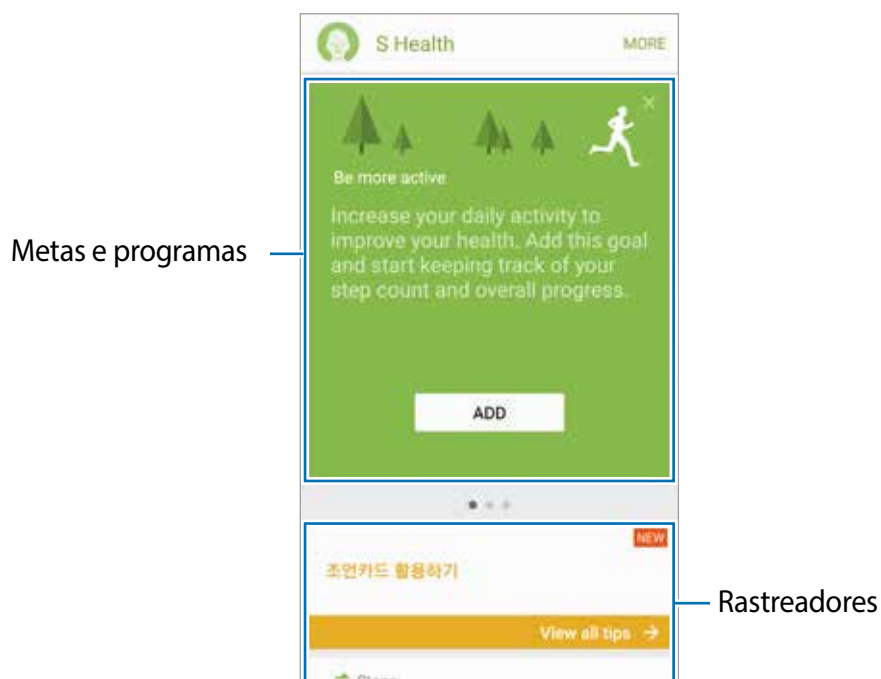 S Health
MORE
Be more active
Increase your daily activity to
improve your health. Add this goal
and start keeping track of your
step count and overall progress.
Metas e programas
ADD
NEW
조언카드 활용하기
Rastreadores
View all tips